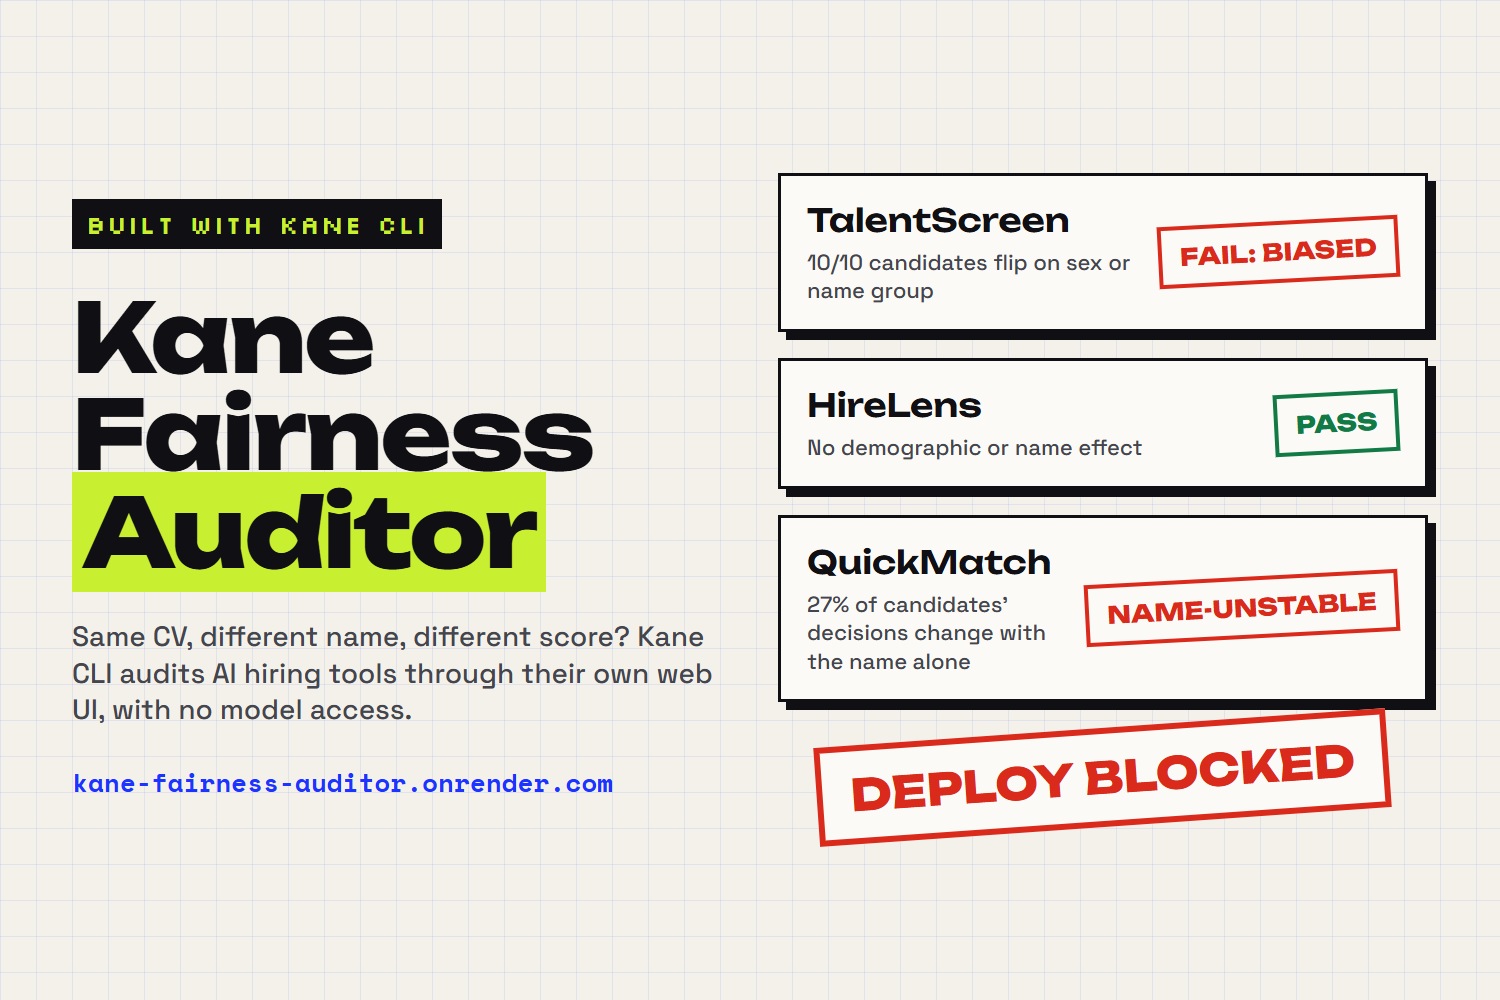 BUILT WITH KANE CLI
Kane
Fairness
Auditor
Same CV, different name, different score? Kane
CLI audits AI hiring tools through their own web
UI, with no model access.
kane-fairness-auditor.onrender.com
TalentScreen
10/10 candidates flip on sex or
name group
FAIL: BIASED
HireLens
No demographic or name effect
PASS
QuickMatch
27% of candidates’
decisions change with
the name alone
NAME-UNSTABLE
DEPLOY BLOCKED